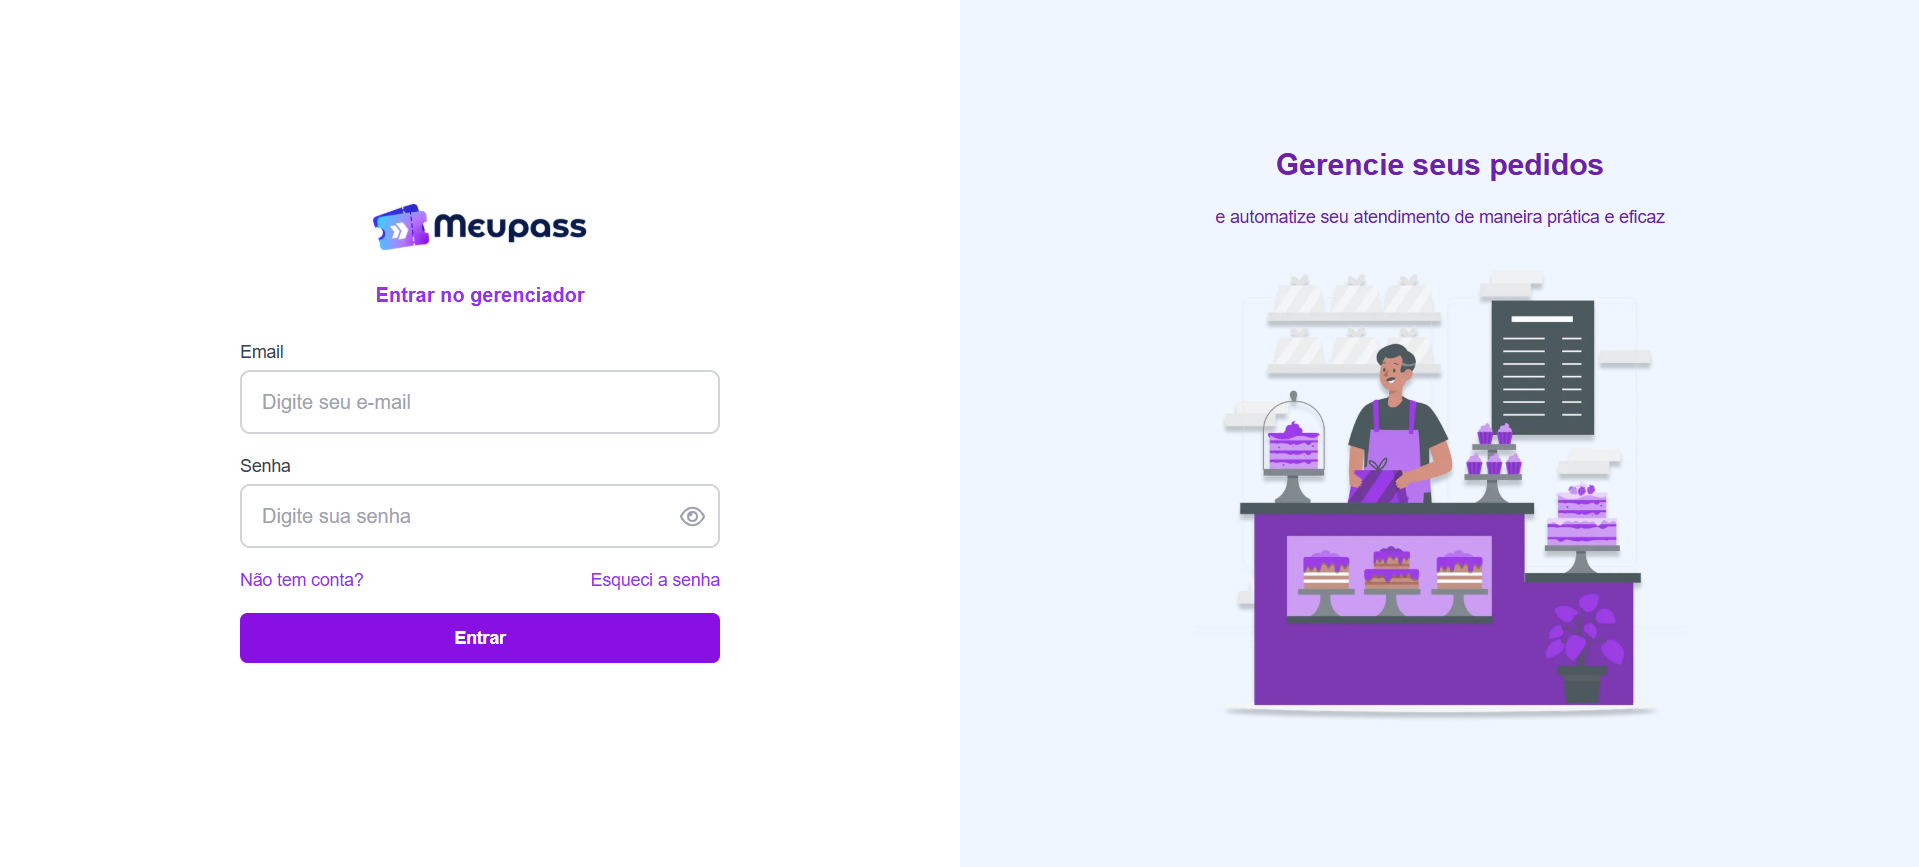 Meupass
Entrar no gerenciador
Email
Digite seu e-mail
Senha
Digite sua senha
Não tem conta?
Esqueci a senha
Entrar
Gerencie seus pedidos
e automatize seu atendimento de maneira prática e eficaz